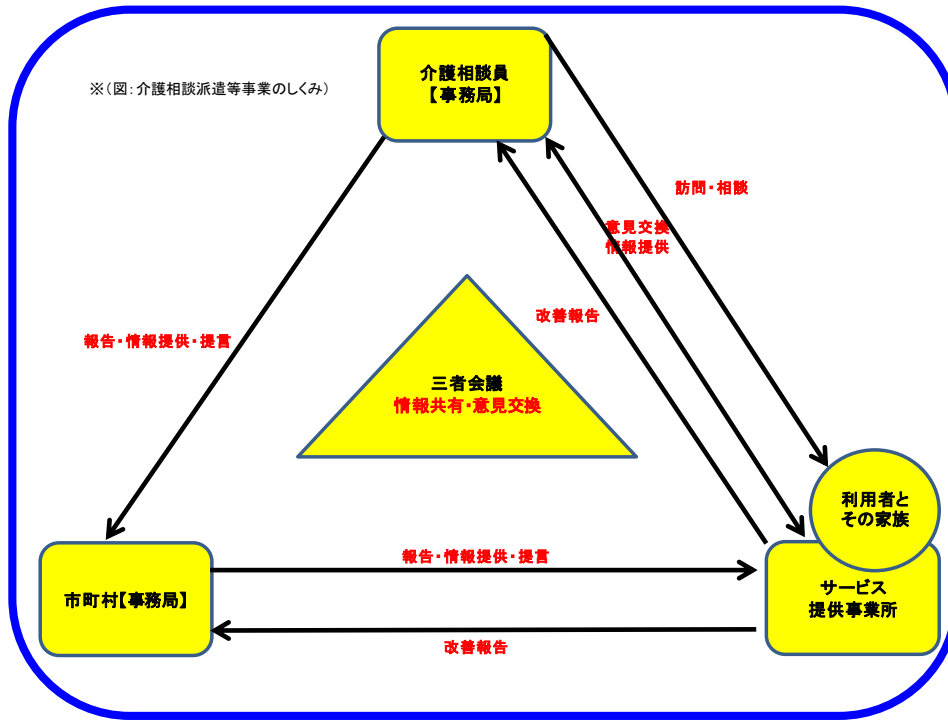 介護相談員
【事務局】
※(図:介護相談派遣等事業のしくみ)
訪問・相談
意見交換
情報提供
改善報告
報告・情報提供・提言
三者会議
情報共有・意見交換
利用者と
その家族
報告・情報提供・提言
市町村【事務局】
サービス
提供事業所
改善報告